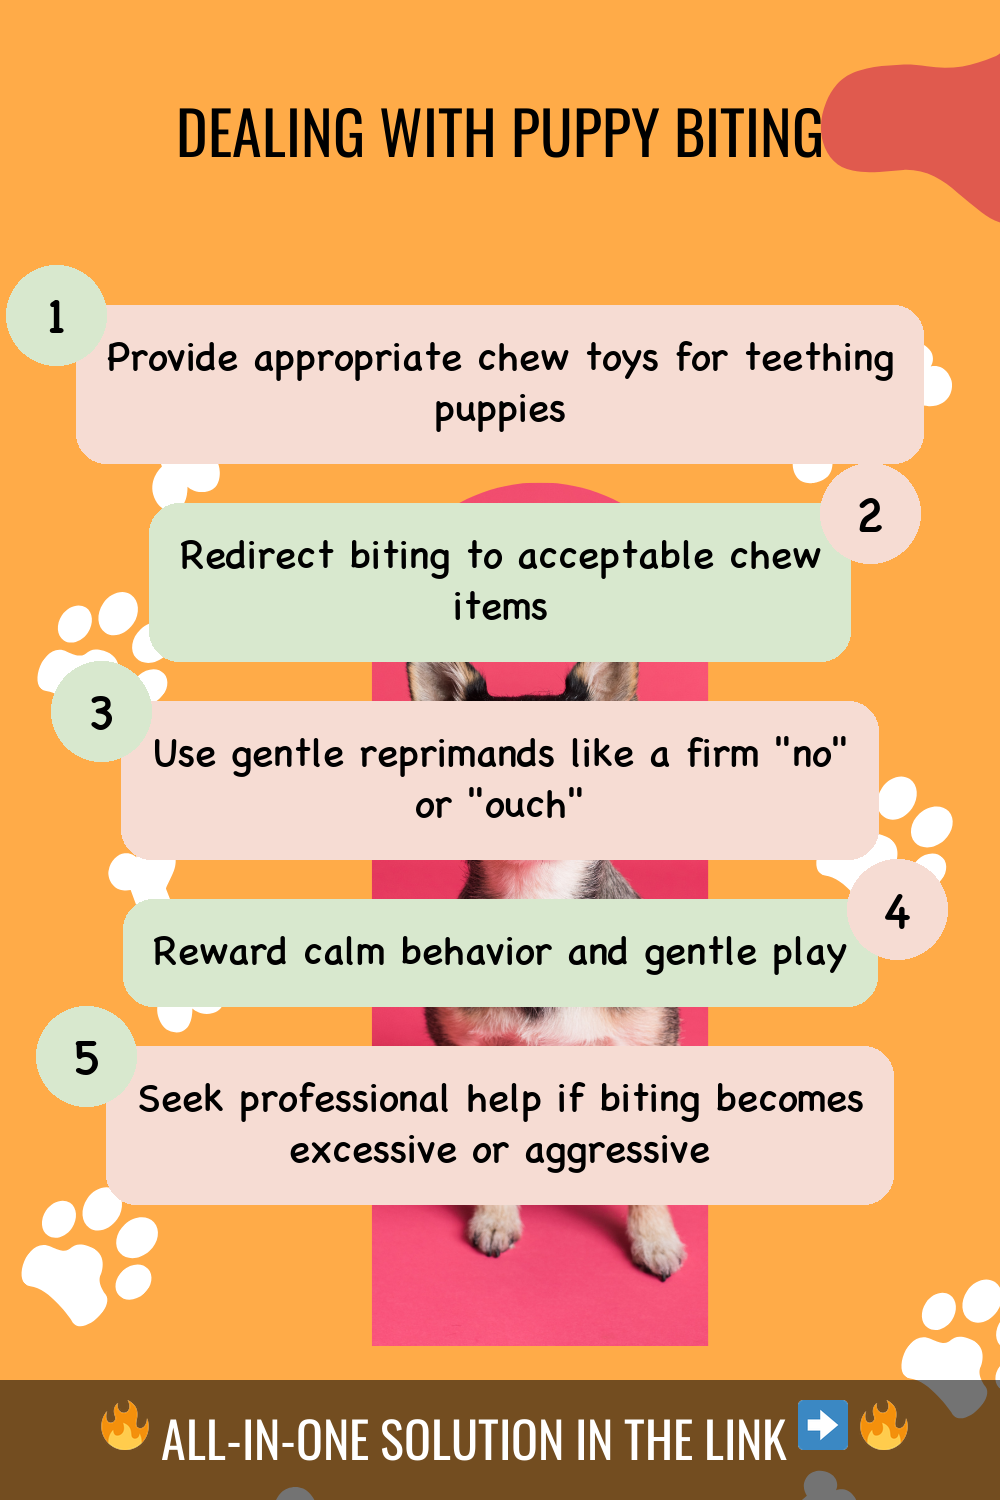 DEALING WITH PUPPY BITING
1
Provide appropriate chew toys for teething
puppies
2
Redirect biting to acceptable chew
items
3
Use gentle reprimands like a firm "no"
or "ouch"
4
Reward calm behavior and gentle play
5
Seek professional help if biting becomes
excessive or aggressive
🔥 ALL-IN-ONE SOLUTION IN THE LINK ➡️ 🔥